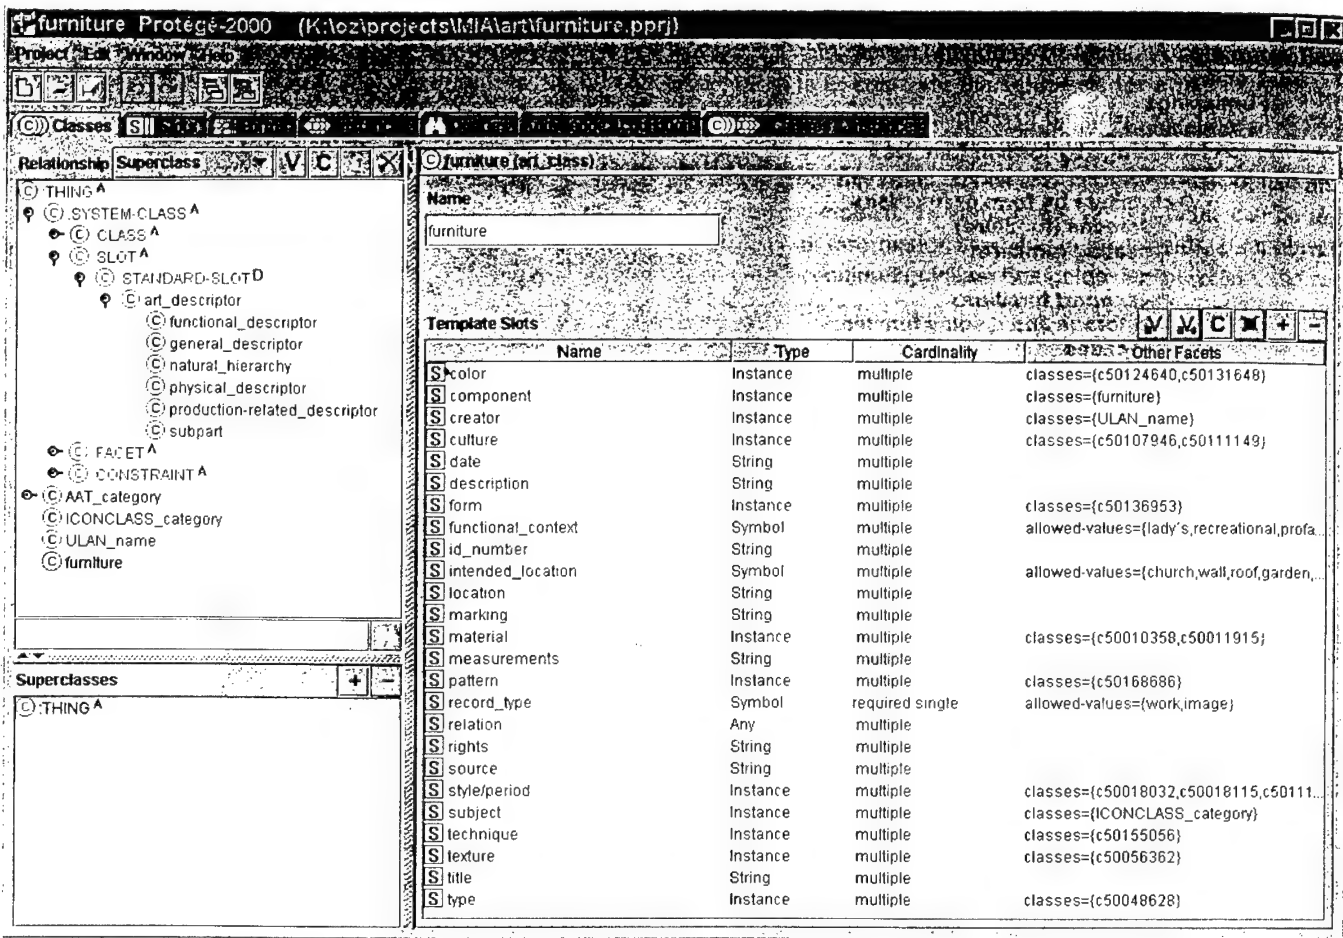 furniture Protégé-2000 (K:\oz\projects\MIA\art\furniture.pprj)
Project Edit Window Help
Classes
Relationship Superclass V C X
THING A
:SYSTEM-CLASS A
CLASS A
SLOT A
STANDARD-SLOT D
art_descriptor
functional_descriptor
general_descriptor
natural_hierarchy
physical_descriptor
production-related_descriptor
subpart
FACET A
CONSTRAINT A
AAT_category
ICONCLASS_category
ULAN_name
furniture
Superclasses + −
:THING A
furniture (art_class)
Name
furniture
Template Slots V V C + −
Name Type Cardinality Other Facets
S color Instance multiple classes={c50124640,c50131648}
S component Instance multiple classes={furniture}
S creator Instance multiple classes={ULAN_name}
S culture Instance multiple classes={c50107946,c50111149}
S date String multiple
S description String multiple
S form Instance multiple classes={c50136953}
S functional_context Symbol multiple allowed-values={lady's,recreational,profa...
S id_number String multiple
S intended_location Symbol multiple allowed-values={church,wall,roof,garden,...
S location String multiple
S marking String multiple
S material Instance multiple classes={c50010358,c50011915}
S measurements String multiple
S pattern Instance multiple classes={c50168686}
S record_type Symbol required single allowed-values={work,image}
S relation Any multiple
S rights String multiple
S source String multiple
S style/period Instance multiple classes={c50018032,c50018115,c50111...
S subject Instance multiple classes={ICONCLASS_category}
S technique Instance multiple classes={c50155056}
S texture Instance multiple classes={c50056362}
S title String multiple
S type Instance multiple classes={c50048628}